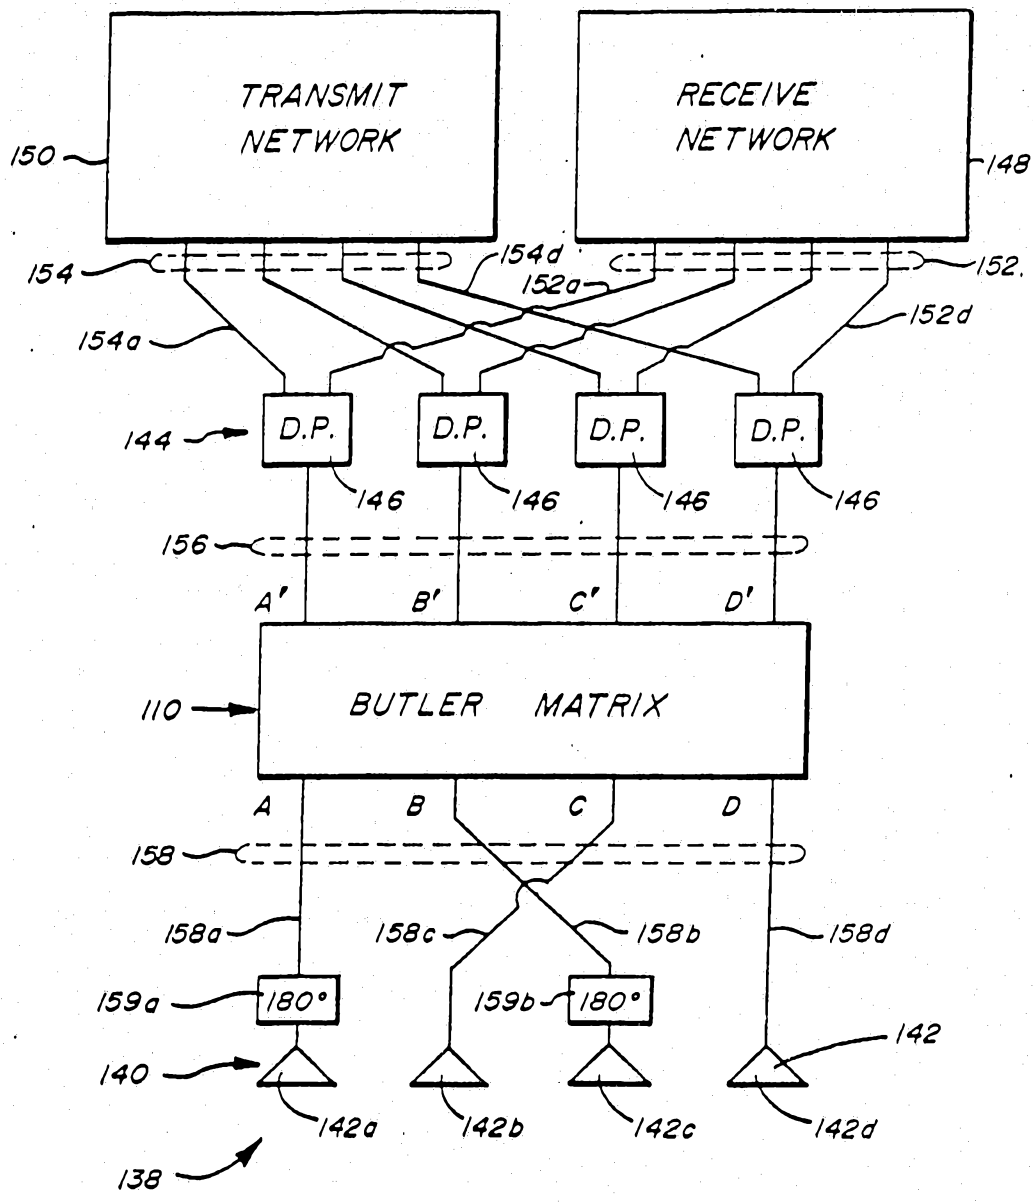 TRANSMIT
NETWORK
RECEIVE
NETWORK
150
148
154
154d
152a
152.
154a
152d
144
D.P.
D.P.
D.P.
D.P.
146
146
146
146
156
A'
B'
C'
D'
110
BUTLER MATRIX
A
B
C
D
158
158a
158c
158b
158d
159a
180°
159b
180°
142
140
142a
142b
142c
142d
138